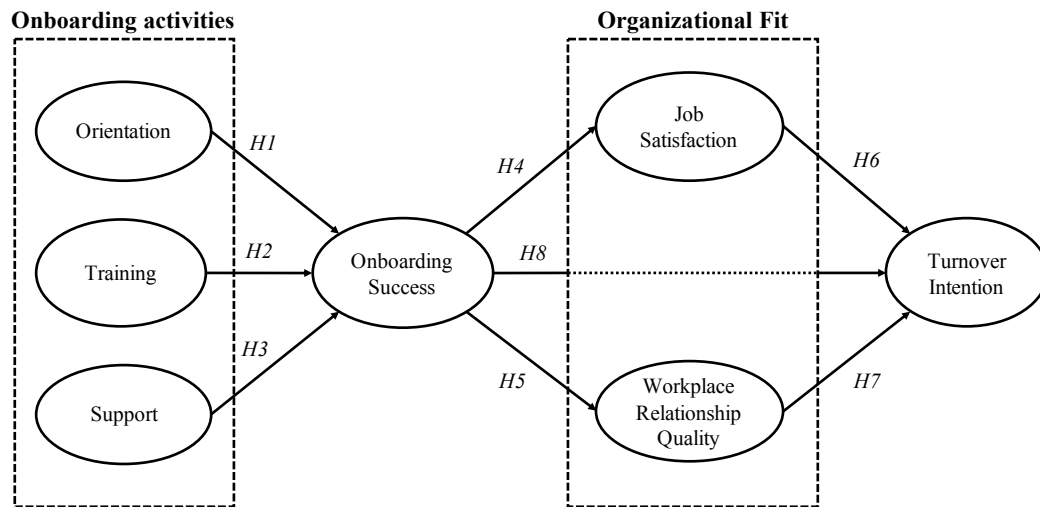 Onboarding activities
Organizational Fit
Orientation
Training
Support
H1
H2
H3
Onboarding
Success
H4
H8
H5
Job
Satisfaction
Workplace
Relationship
Quality
H6
H7
Turnover
Intention